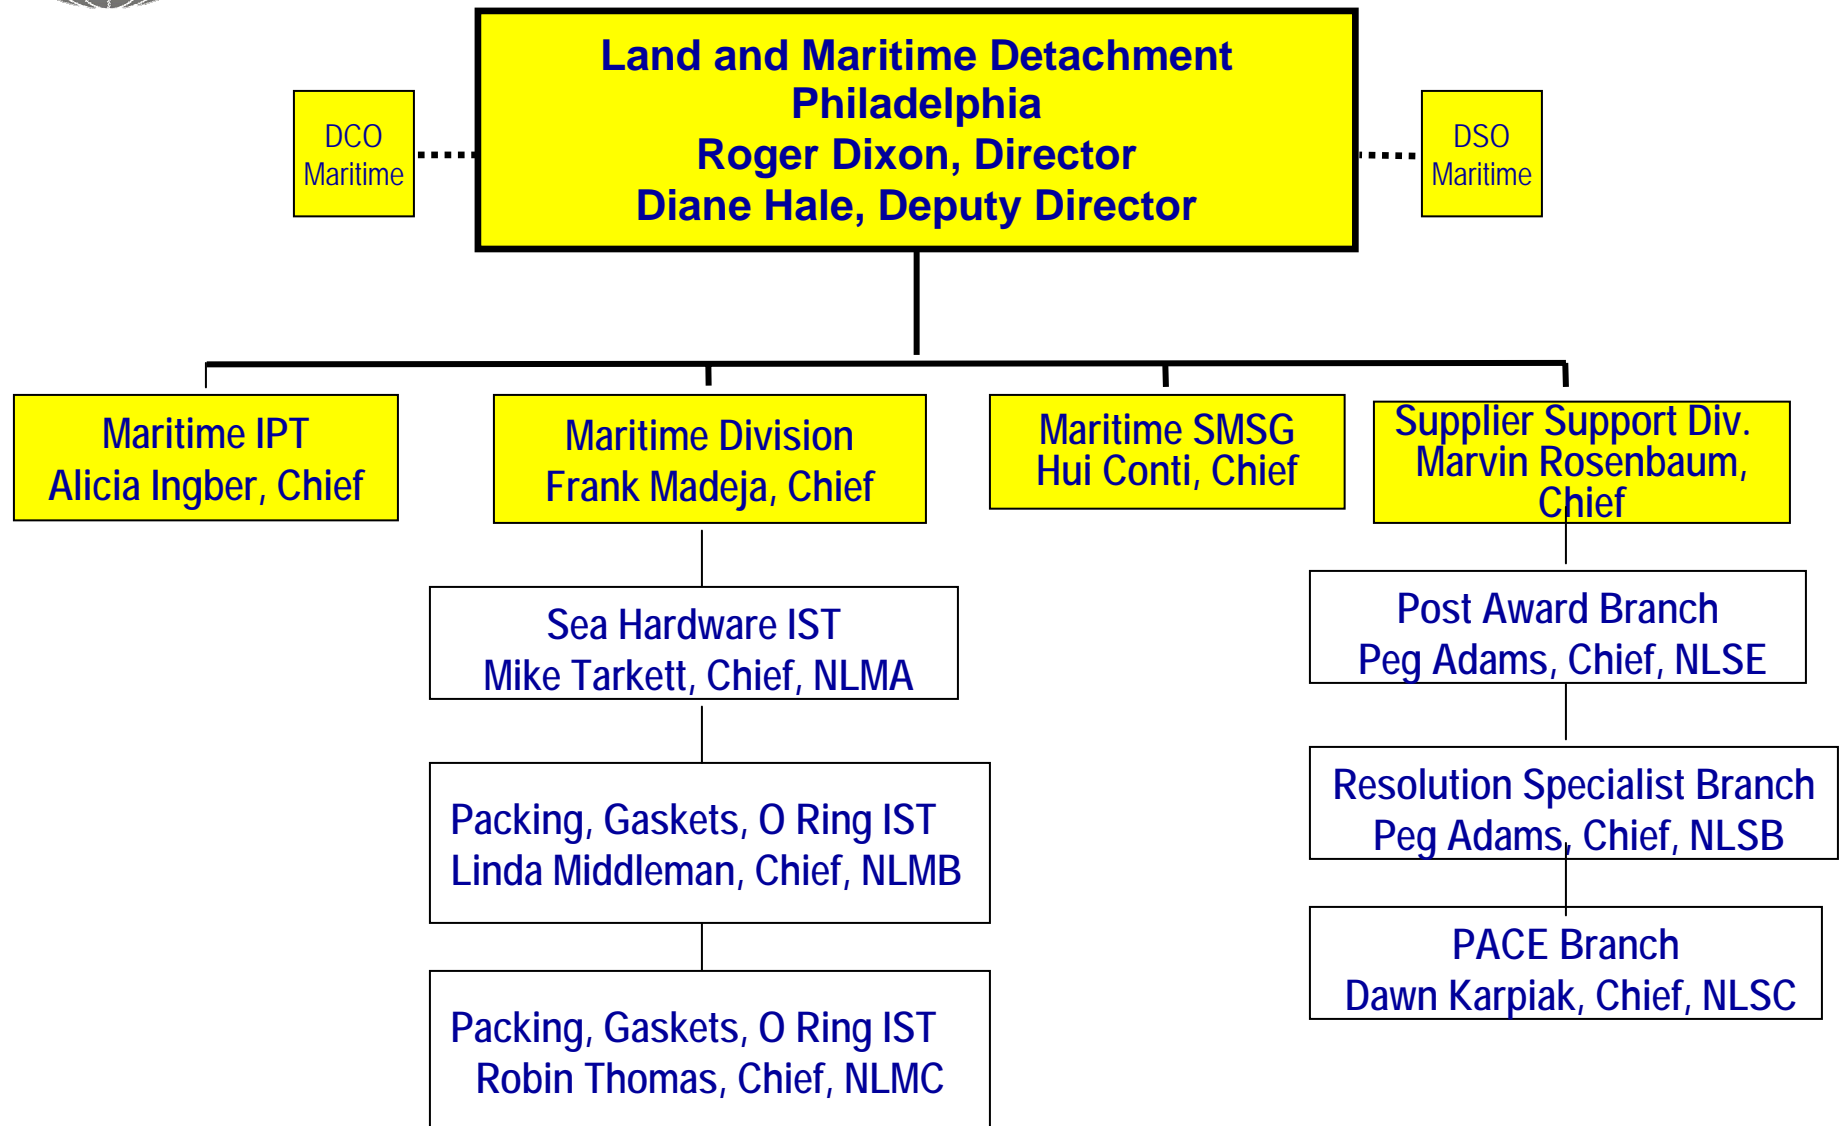 Land and Maritime Detachment
Philadelphia
Roger Dixon, Director
Diane Hale, Deputy Director
DCO
Maritime
DSO
Maritime
Maritime IPT
Alicia Ingber, Chief
Maritime Division
Frank Madeja, Chief
Maritime SMSG
Hui Conti, Chief
Supplier Support Div.
Marvin Rosenbaum,
Chief
Sea Hardware IST
Mike Tarkett, Chief, NLMA
Packing, Gaskets, O Ring IST
Linda Middleman, Chief, NLMB
Packing, Gaskets, O Ring IST
Robin Thomas, Chief, NLMC
Post Award Branch
Peg Adams, Chief, NLSE
Resolution Specialist Branch
Peg Adams, Chief, NLSB
PACE Branch
Dawn Karpiak, Chief, NLSC